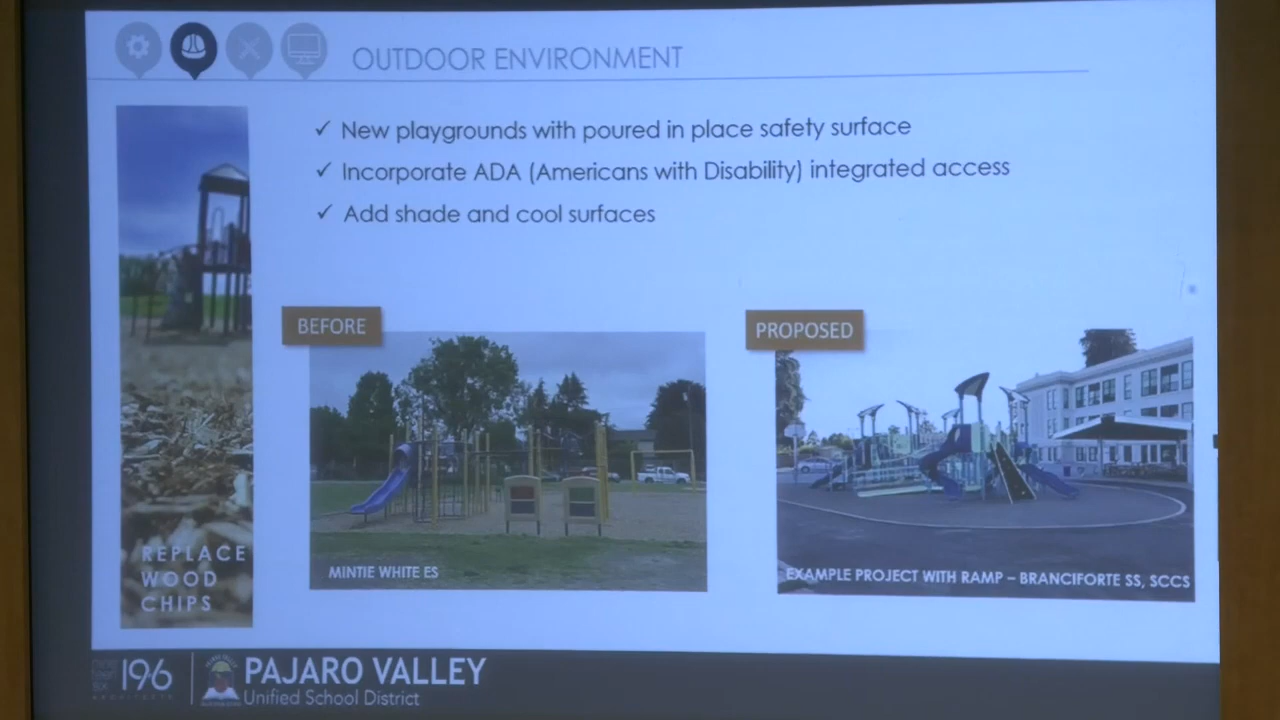 OUTDOOR ENVIRONMENT
✓ New playgrounds with poured in place safety surface
✓ Incorporate ADA (Americans with Disability) integrated access
✓ Add shade and cool surfaces
BEFORE
PROPOSED
REPLACE
WOOD
CHIPS
MINTIE WHITE ES
EXAMPLE PROJECT WITH RAMP – BRANCIFORTE SS, SCCS
196
PAJARO VALLEY
Unified School District